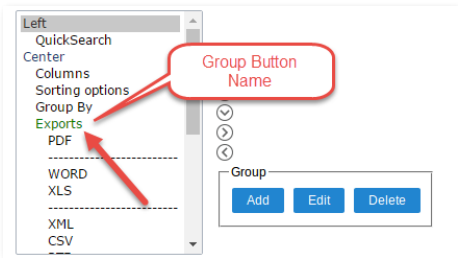 Left
QuickSearch
Center
Columns
Sorting options
Group By
Exports
PDF
------------------------
WORD
XLS
------------------------
XML
CSV
Group Button
Name
Group
Add Edit Delete